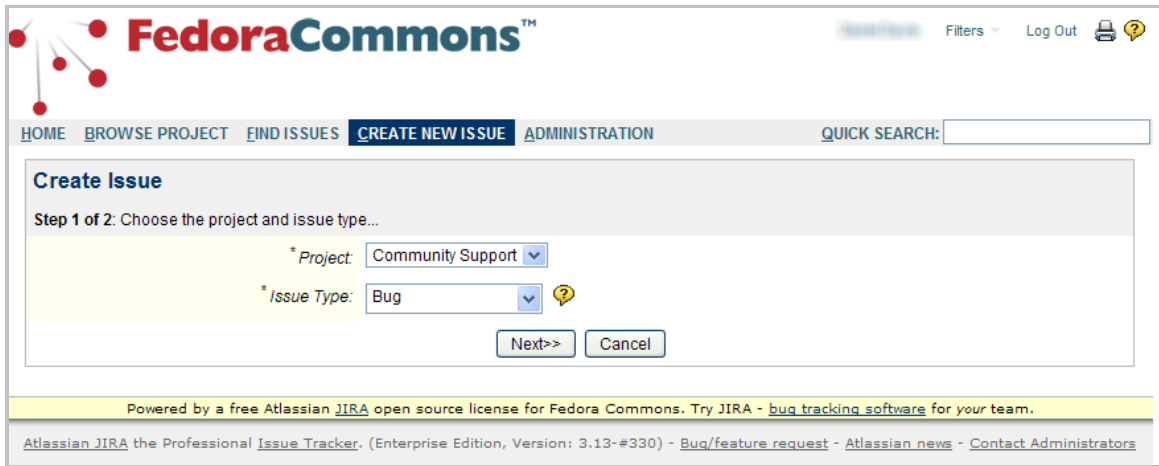 FedoraCommons™
Filters Log Out
HOME BROWSE PROJECT FIND ISSUES CREATE NEW ISSUE ADMINISTRATION QUICK SEARCH:
Create Issue
Step 1 of 2: Choose the project and issue type...
* Project: Community Support
* Issue Type: Bug ?
Next>> Cancel
Powered by a free Atlassian JIRA open source license for Fedora Commons. Try JIRA - bug tracking software for your team.
Atlassian JIRA the Professional Issue Tracker. (Enterprise Edition, Version: 3.13-#330) - Bug/feature request - Atlassian news - Contact Administrators